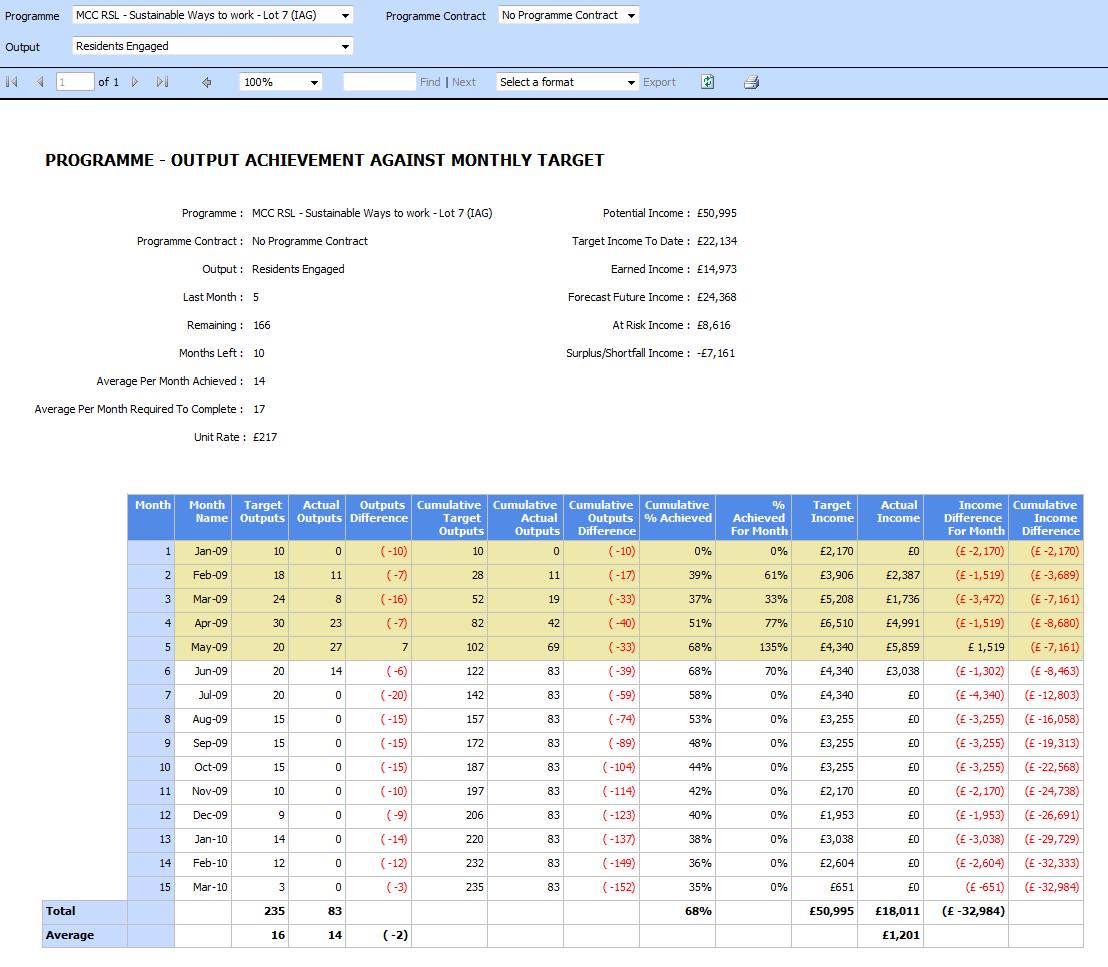 Programme MCC RSL - Sustainable Ways to work - Lot 7 (IAG) Programme Contract No Programme Contract
Output Residents Engaged
1 of 1 100% Find | Next Select a format Export
PROGRAMME - OUTPUT ACHIEVEMENT AGAINST MONTHLY TARGET
Programme : MCC RSL - Sustainable Ways to work - Lot 7 (IAG) Potential Income : £50,995
Programme Contract : No Programme Contract Target Income To Date : £22,134
Output : Residents Engaged Earned Income : £14,973
Last Month : 5 Forecast Future Income : £24,368
Remaining : 166 At Risk Income : £8,616
Months Left : 10 Surplus/Shortfall Income : -£7,161
Average Per Month Achieved : 14
Average Per Month Required To Complete : 17
Unit Rate : £217
Month Month Target Actual Outputs Cumulative Cumulative Cumulative Cumulative % Target Actual Income Cumulative
Name Outputs Outputs Difference Target Actual Outputs % Achieved Achieved Income Income Difference Income
Outputs Outputs Difference For Month For Month Difference
1 Jan-09 10 0 ( -10) 10 0 ( -10) 0% 0% £2,170 £0 (£ -2,170) (£ -2,170)
2 Feb-09 18 11 ( -7) 28 11 ( -17) 39% 61% £3,906 £2,387 (£ -1,519) (£ -3,689)
3 Mar-09 24 8 ( -16) 52 19 ( -33) 37% 33% £5,208 £1,736 (£ -3,472) (£ -7,161)
4 Apr-09 30 23 ( -7) 82 42 ( -40) 51% 77% £6,510 £4,991 (£ -1,519) (£ -8,680)
5 May-09 20 27 7 102 69 ( -33) 68% 135% £4,340 £5,859 £ 1,519 (£ -7,161)
6 Jun-09 20 14 ( -6) 122 83 ( -39) 68% 70% £4,340 £3,038 (£ -1,302) (£ -8,463)
7 Jul-09 20 0 ( -20) 142 83 ( -59) 58% 0% £4,340 £0 (£ -4,340) (£ -12,803)
8 Aug-09 15 0 ( -15) 157 83 ( -74) 53% 0% £3,255 £0 (£ -3,255) (£ -16,058)
9 Sep-09 15 0 ( -15) 172 83 ( -89) 48% 0% £3,255 £0 (£ -3,255) (£ -19,313)
10 Oct-09 15 0 ( -15) 187 83 ( -104) 44% 0% £3,255 £0 (£ -3,255) (£ -22,568)
11 Nov-09 10 0 ( -10) 197 83 ( -114) 42% 0% £2,170 £0 (£ -2,170) (£ -24,738)
12 Dec-09 9 0 ( -9) 206 83 ( -123) 40% 0% £1,953 £0 (£ -1,953) (£ -26,691)
13 Jan-10 14 0 ( -14) 220 83 ( -137) 38% 0% £3,038 £0 (£ -3,038) (£ -29,729)
14 Feb-10 12 0 ( -12) 232 83 ( -149) 36% 0% £2,604 £0 (£ -2,604) (£ -32,333)
15 Mar-10 3 0 ( -3) 235 83 ( -152) 35% 0% £651 £0 (£ -651) (£ -32,984)
Total 235 83 68% £50,995 £18,011 (£ -32,984)
Average 16 14 ( -2) £1,201